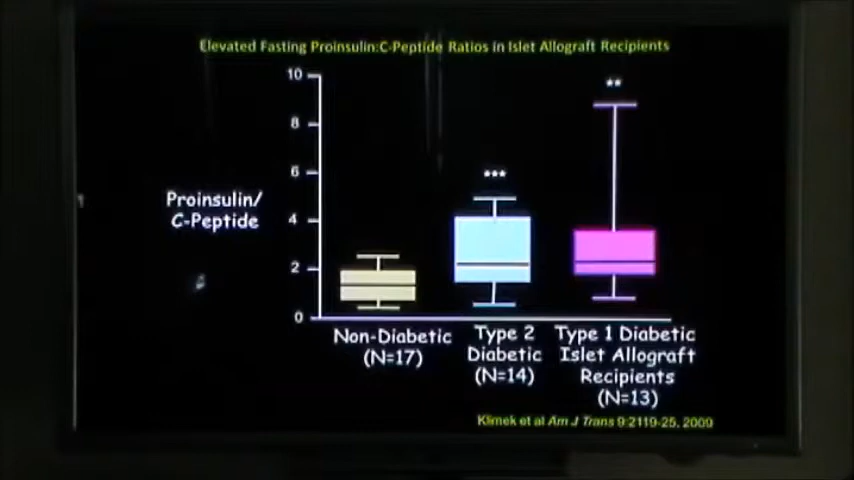 Elevated Fasting Proinsulin:C-Peptide Ratios in Islet Allograft Recipients
10
**
8
***
6
Proinsulin/
C-Peptide
4
2
0
Non-Diabetic
(N=17)
Type 2
Diabetic
(N=14)
Type 1 Diabetic
Islet Allograft
Recipients
(N=13)
Klimek et al Am J Trans 9:2119-25, 2009